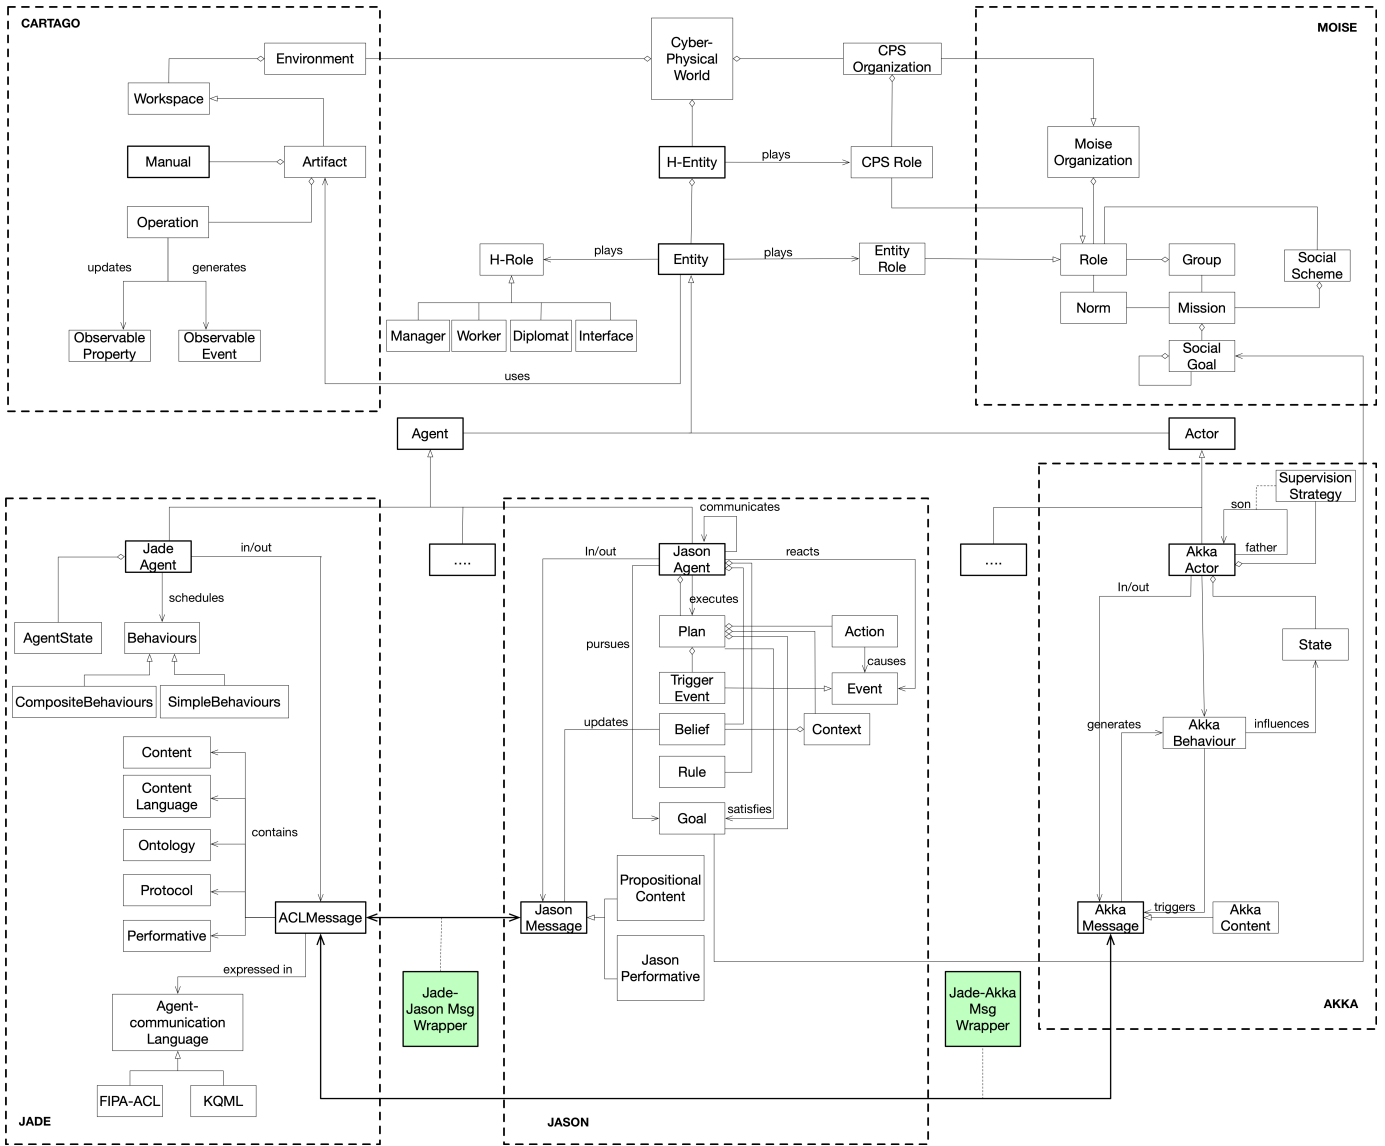 CARTAGO
MOISE
Environment
Cyber-
Physical
World
CPS
Organization
Workspace
Moise
Organization
Manual
Artifact
H-Entity
plays
CPS Role
Operation
updates
generates
H-Role
plays
Entity
plays
Entity
Role
Role
Group
Social
Scheme
Norm
Mission
Observable
Property
Observable
Event
Manager
Worker
Diplomat
Interface
Social
Goal
uses
Agent
Actor
Supervision
Strategy
son
communicates
Jade
Agent
in/out
....
In/out
Jason
Agent
reacts
....
Akka
Actor
father
schedules
executes
In/out
AgentState
Behaviours
pursues
Plan
Action
causes
State
CompositeBehaviours
SimpleBehaviours
Trigger
Event
Event
updates
Belief
Context
generates
Akka
Behaviour
influences
Content
Content
Language
Rule
contains
Ontology
Goal
satisfies
Protocol
Propositional
Content
Performative
ACLMessage
Jason
Message
Akka
Message
triggers
Akka
Content
expressed in
Jason
Performative
Agent-
communication
Language
Jade-
Jason Msg
Wrapper
Jade-Akka
Msg
Wrapper
AKKA
FIPA-ACL
KQML
JADE
JASON